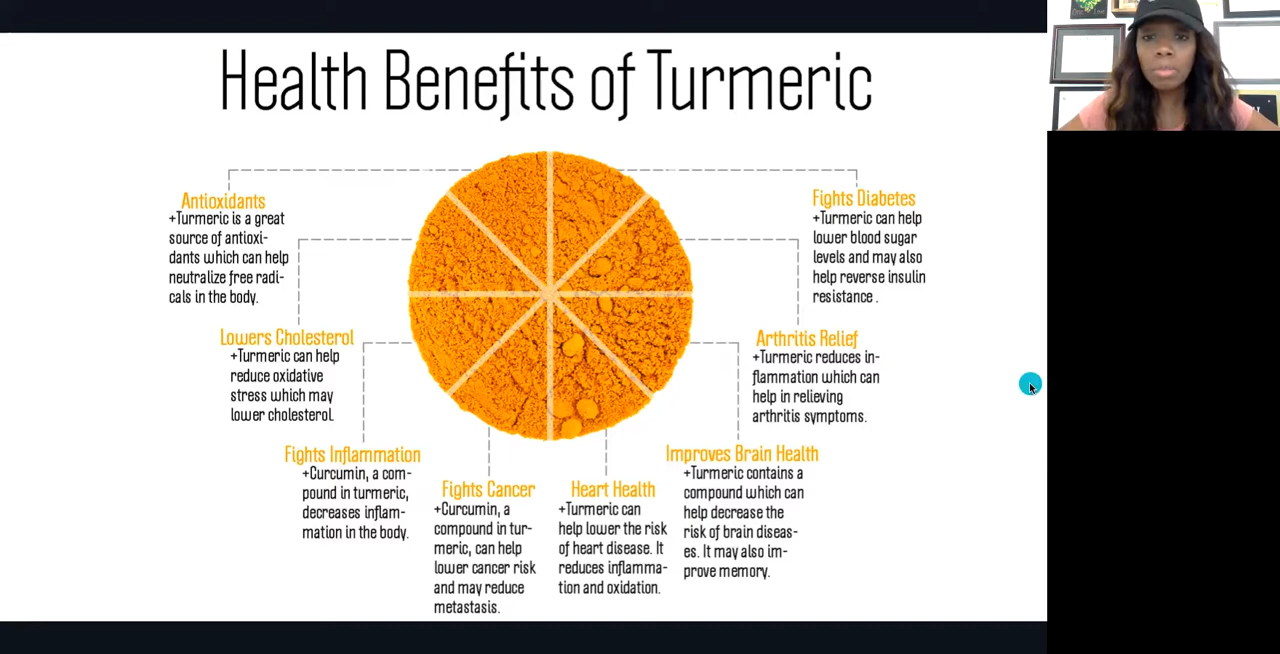 Health Benefits of Turmeric
Antioxidants
+Turmeric is a great
source of antioxi-
dants which can help
neutralize free radi-
cals in the body.
Lowers Cholesterol
+Turmeric can help
reduce oxidative
stress which may
lower cholesterol.
Fights Inflammation
+Curcumin, a com-
pound in turmeric,
decreases inflam-
mation in the body.
Fights Cancer
+Curcumin, a
compound in tur-
meric, can help
lower cancer risk
and may reduce
metastasis.
Heart Health
+Turmeric can
help lower the risk
of heart disease. It
reduces inflamma-
tion and oxidation.
Improves Brain Health
+Turmeric contains a
compound which can
help decrease the
risk of brain diseas-
es. It may also im-
prove memory.
Arthritis Relief
+Turmeric reduces in-
flammation which can
help in relieving
arthritis symptoms.
Fights Diabetes
+Turmeric can help
lower blood sugar
levels and may also
help reverse insulin
resistance .